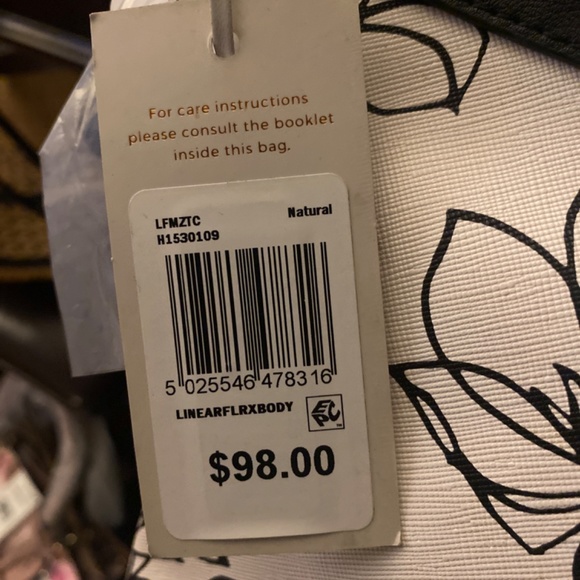 For care instructions
please consult the booklet
inside this bag.
LFMZTC Natural
H1530109
5 025546 478316
LINEARFLRXBODY EPC
$98.00